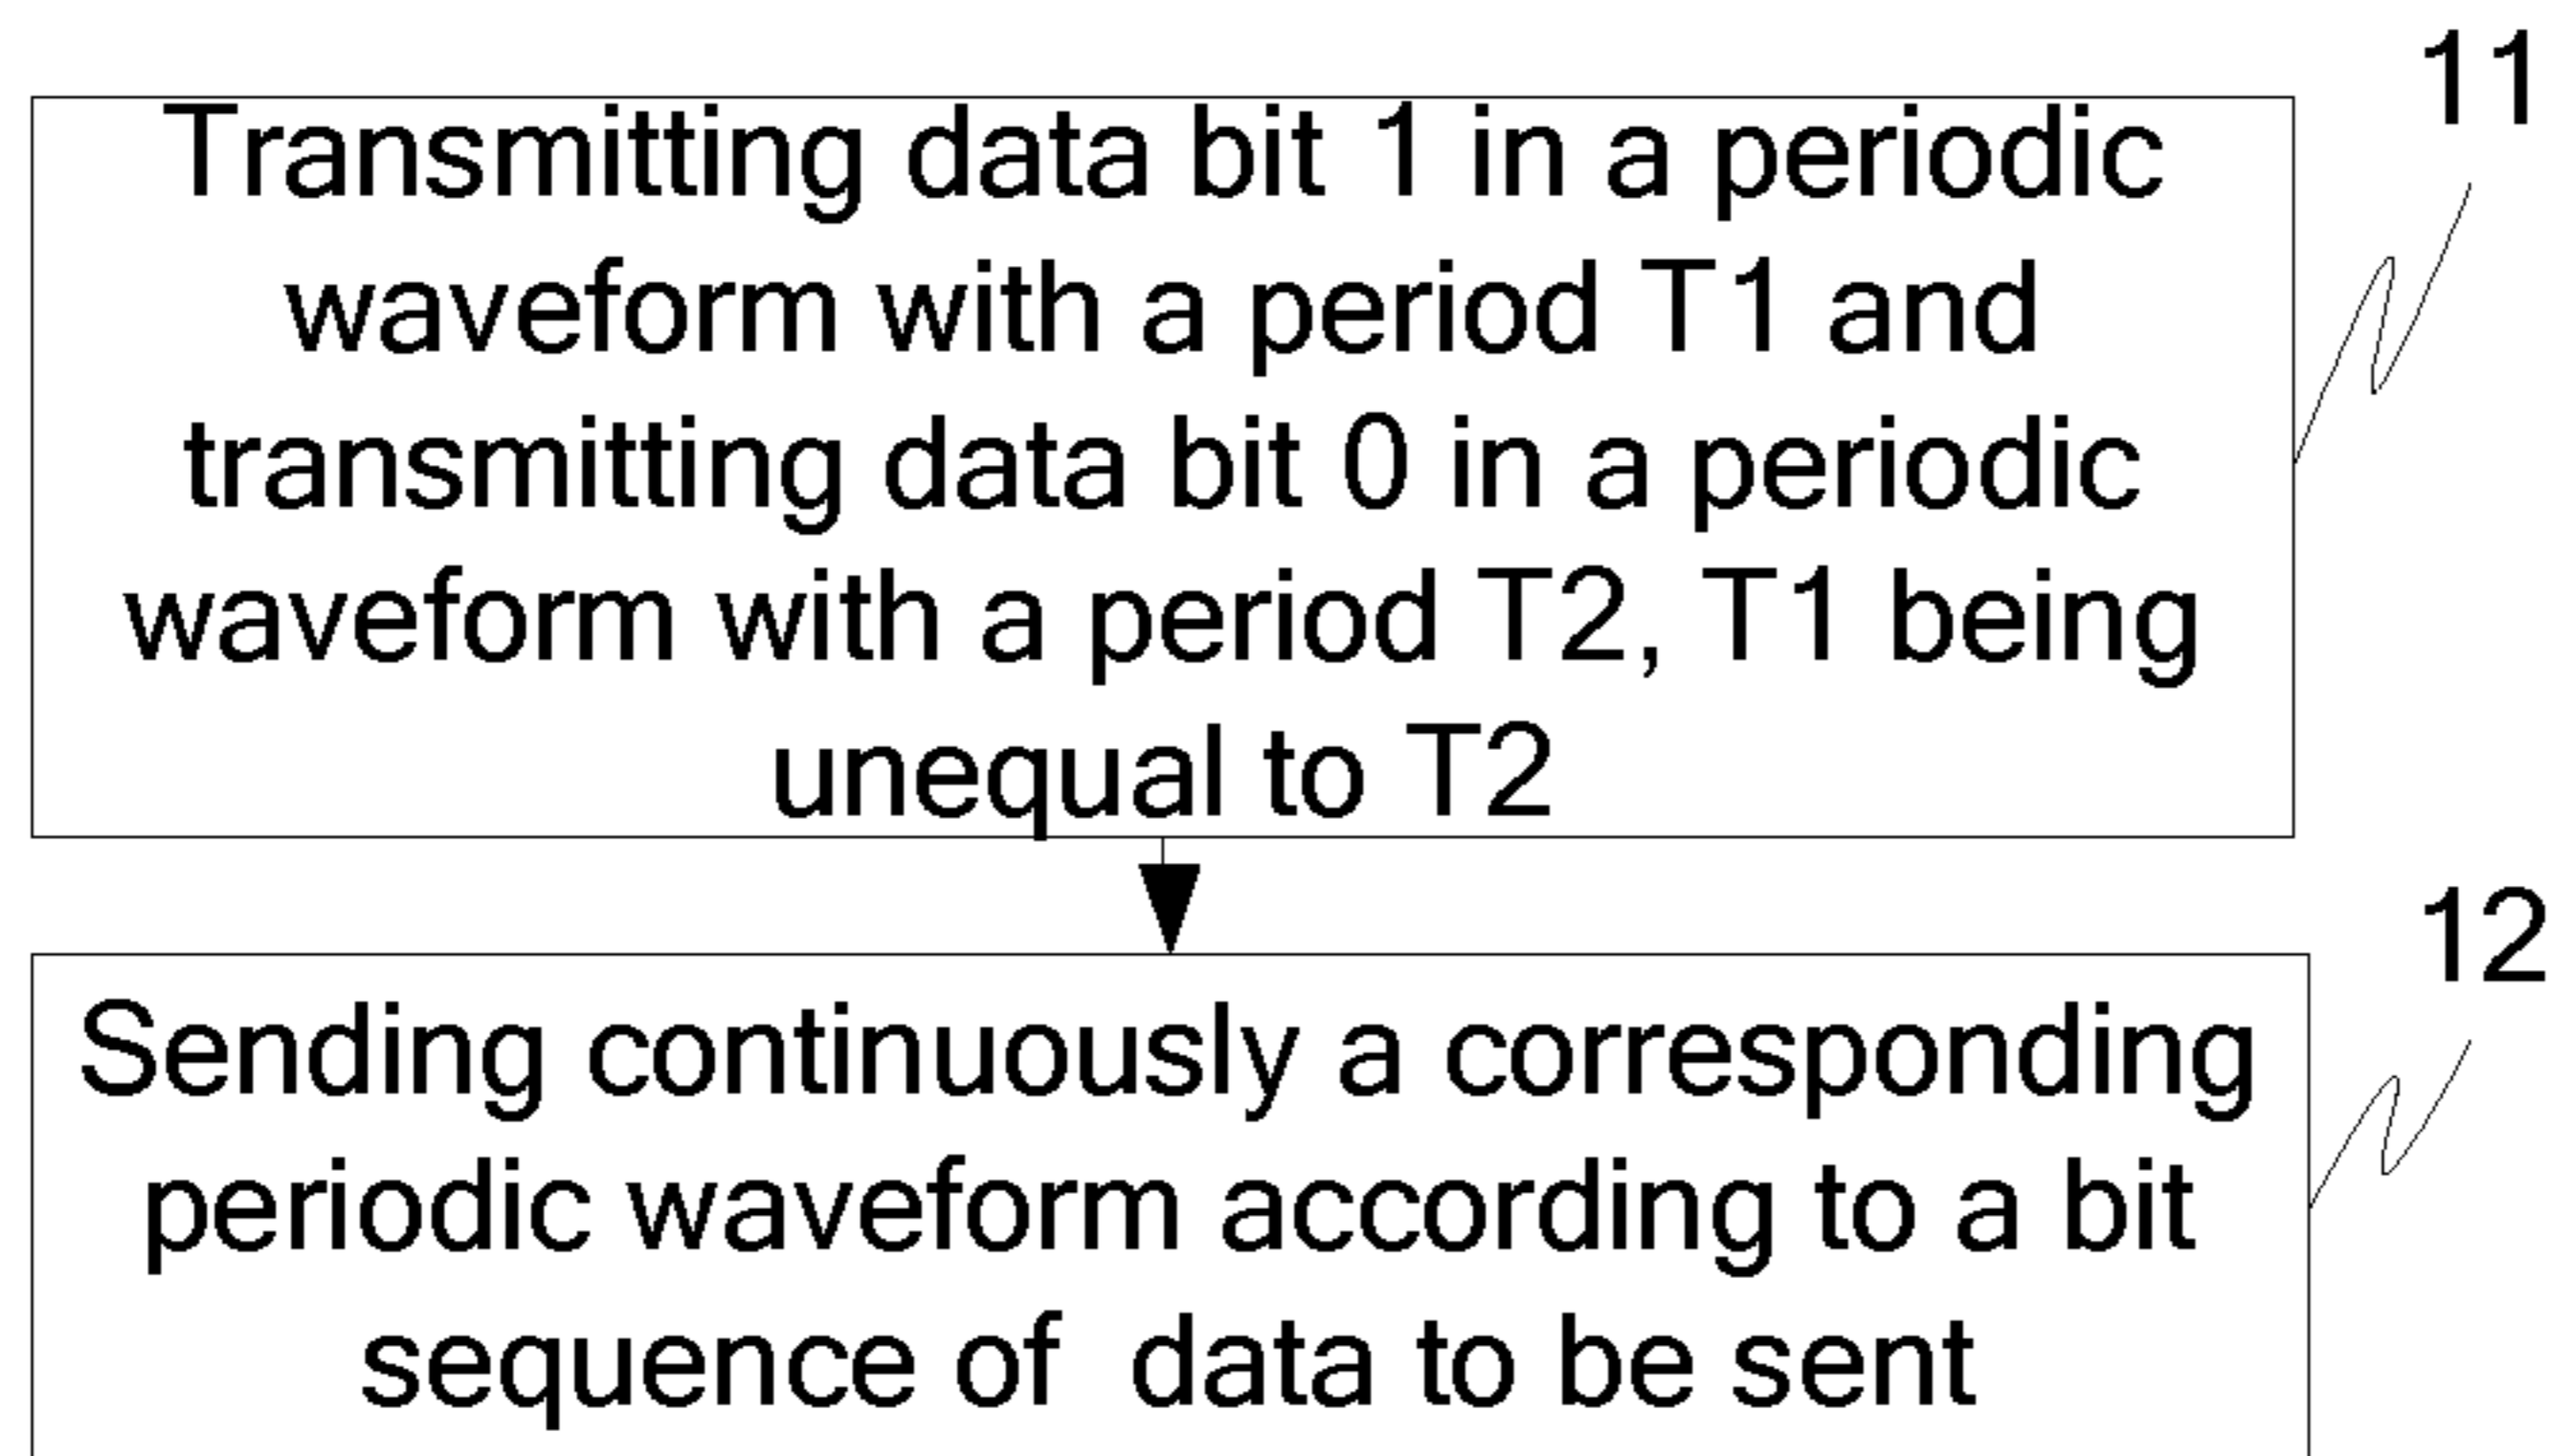 11
Transmitting data bit 1 in a periodic
waveform with a period T1 and
transmitting data bit 0 in a periodic
waveform with a period T2, T1 being
unequal to T2
12
Sending continuously a corresponding
periodic waveform according to a bit
sequence of data to be sent